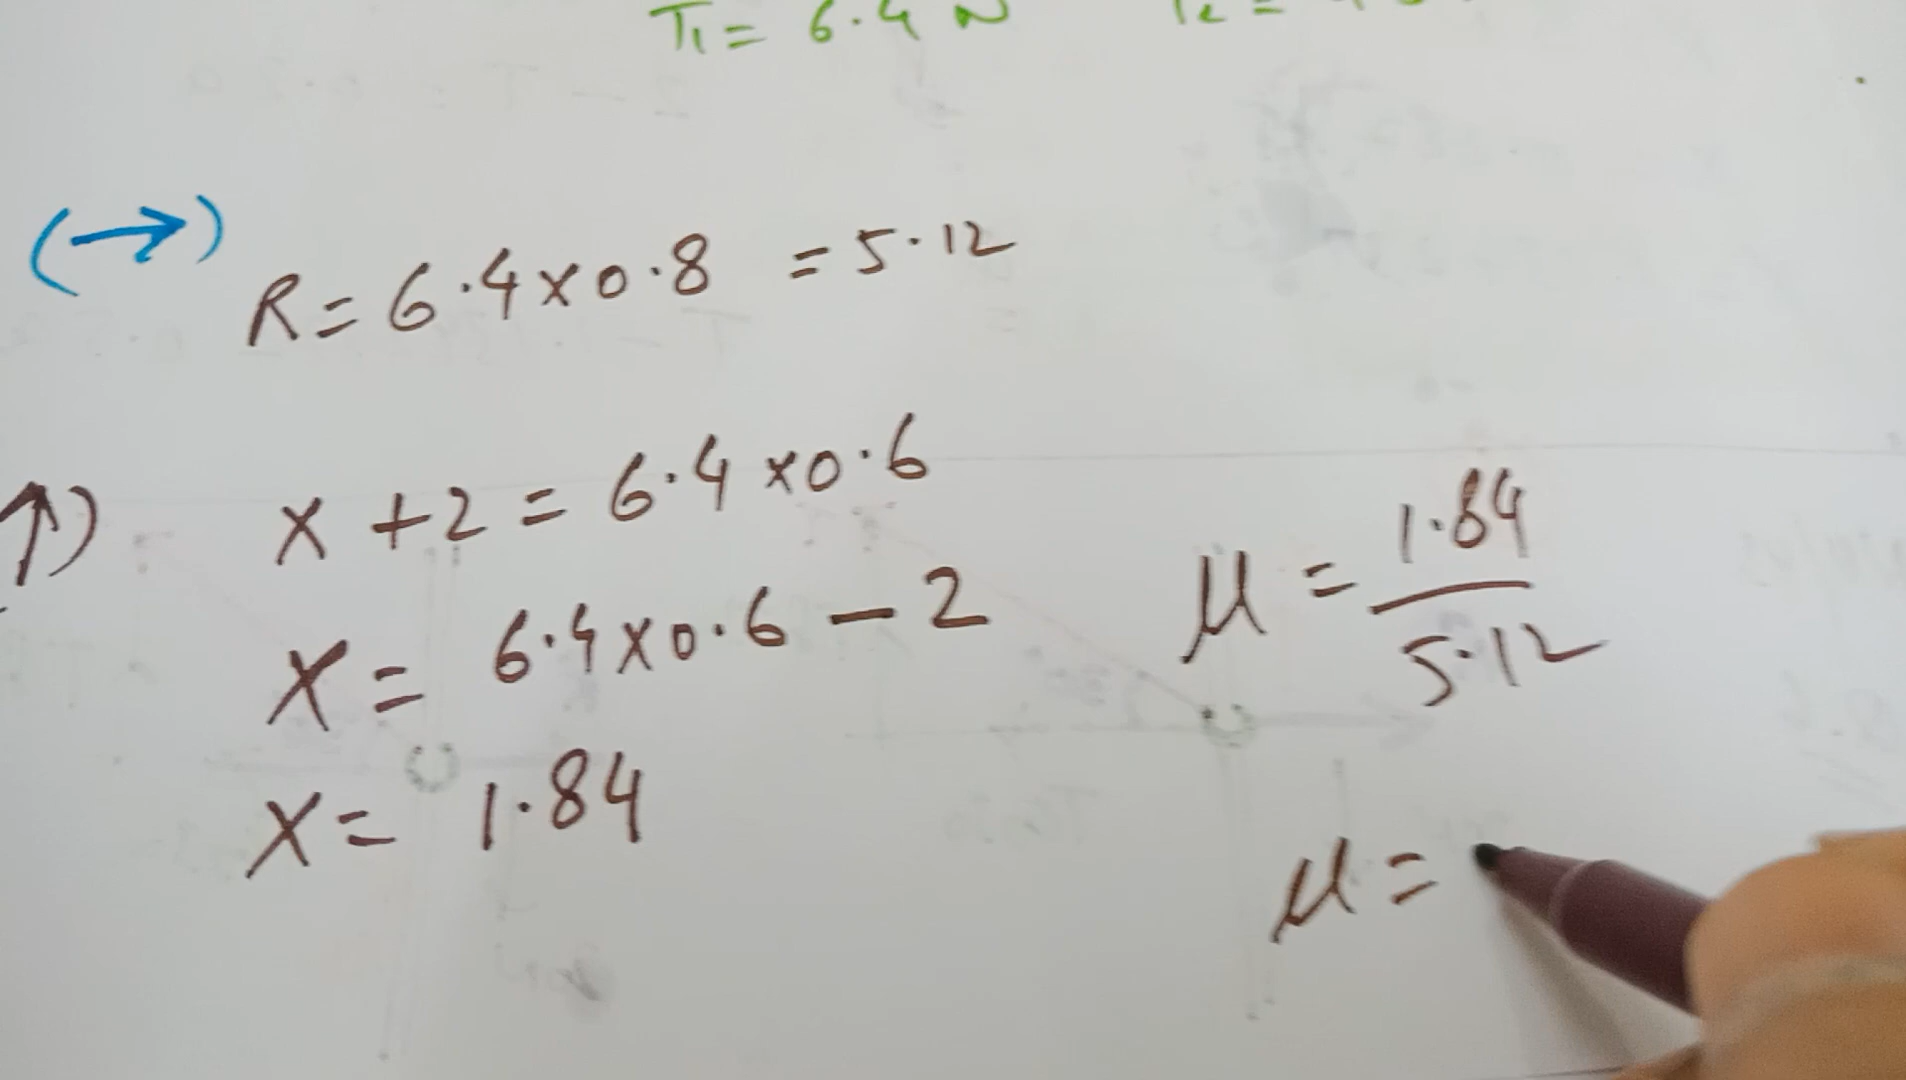 T₁ = 6.4 N T₂ =
(→)
R = 6.4 x 0.8 = 5.12
↑) X + 2 = 6.4 x 0.6
X = 6.4 x 0.6 - 2
μ = 1.84 / 5.12
X = 1.84
μ =